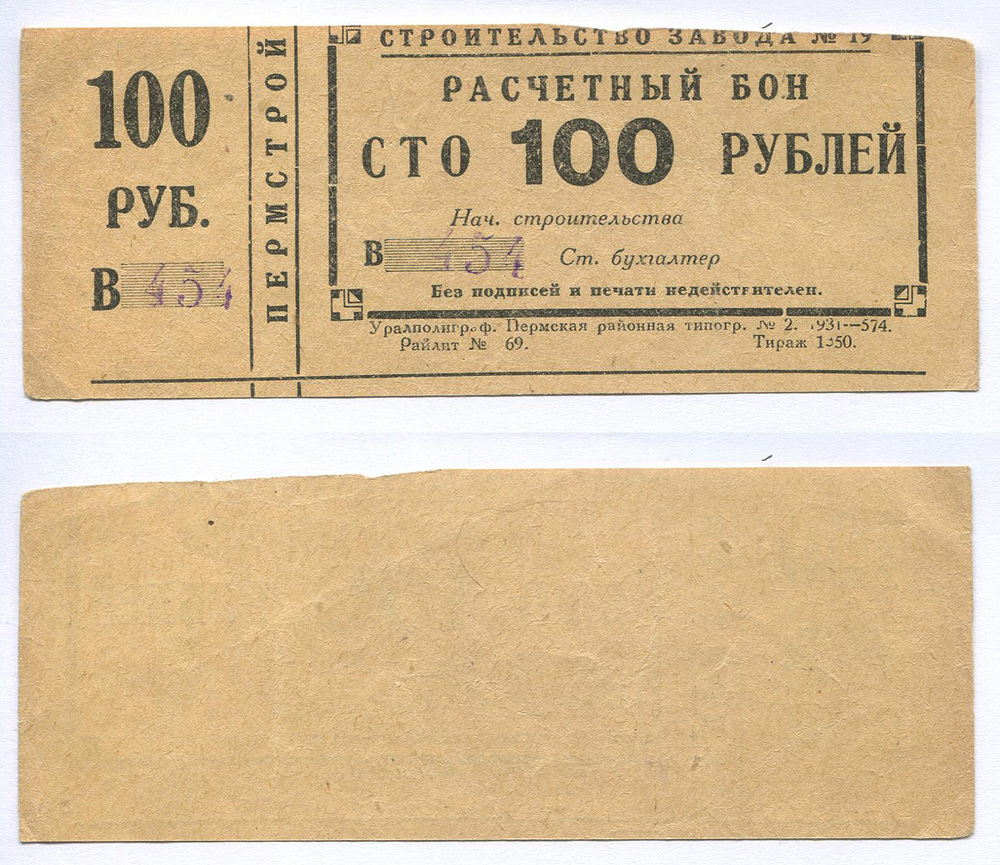 100
РУБ.
В 454
ПЕРМСТРОЙ
СТРОИТЕЛЬСТВО ЗАВОДА № 19
РАСЧЕТНЫЙ БОН
СТО 100 РУБЛЕЙ
Нач. строительства
В 454 Ст. бухгалтер
Без подписей и печати недействителен.
Уралполиграф. Пермская районная типогр. № 2. 1931—574.
Райлит № 69. Тираж